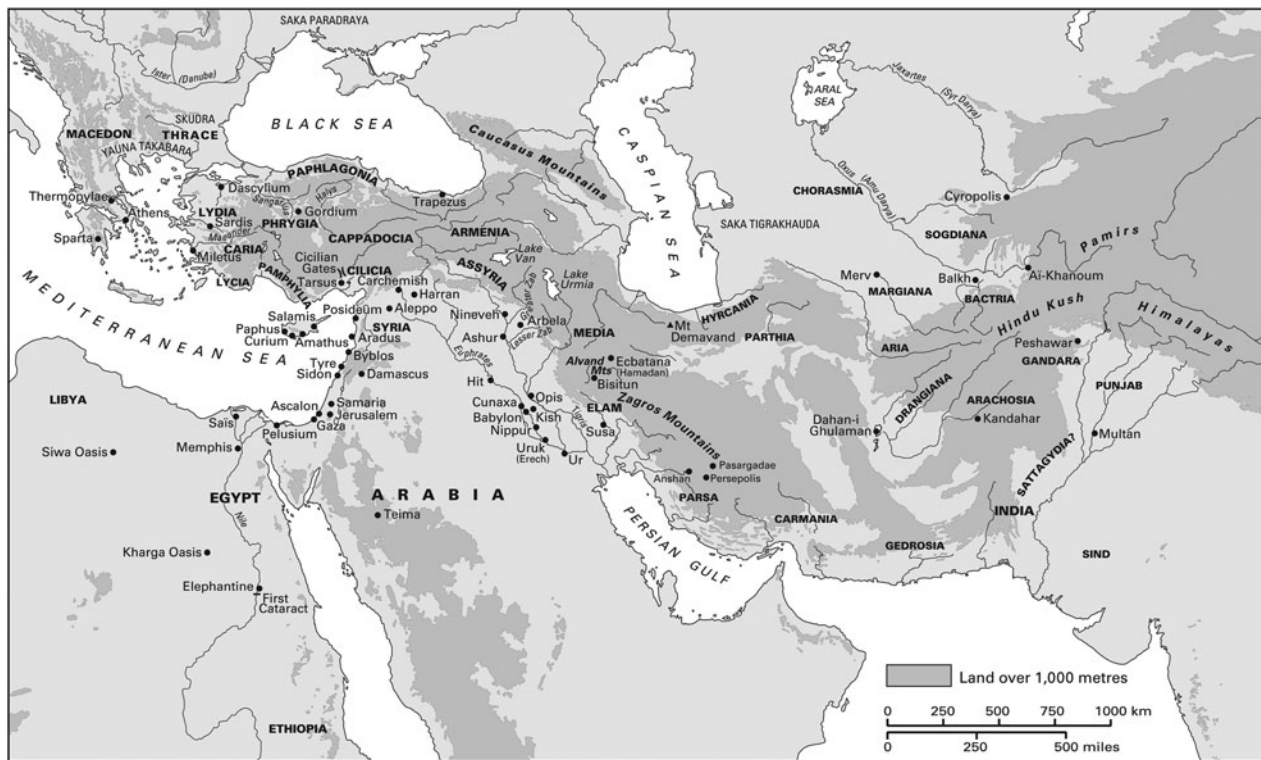 SAKA PARADRAYA
Ister (Danube)
BLACK SEA
SKUDRA
MACEDON
THRACE
YAUNA TAKABARA
Caucasus Mountains
CASPIAN SEA
ARAL
SEA
Jaxartes
(Syr Darya)
Oxus (Amu Darya)
CHORASMIA
Cyropolis
SOGDIANA
SAKA TIGRAKHAUDA
PAPHLAGONIA
Dascylium
Thermopylae
Athens
Sparta
LYDIA
Sardis
Sangarius
Halys
Gordium
PHRYGIA
Trapezus
Maeander
CARIA
Miletus
CAPPADOCIA
ARMENIA
Lake
Van
Lake
Urmia
Cicilian
Gates
CILICIA
Tarsus
LYCIA
PAMPHYLIA
Carchemish
Harran
ASSYRIA
Greater Zab
Lesser Zab
Posideum
Aleppo
Nineveh
Arbela
Ashur
MEDIA
Salamis
Paphus
Curium
Amathus
SYRIA
Aradus
Byblos
Tyre
Sidon
Damascus
MEDITERRANEAN SEA
Euphrates
Hit
Mt
Demavand
HYRCANIA
PARTHIA
Merv
MARGIANA
Balkh
BACTRIA
Aï-Khanoum
Pamirs
Hindu Kush
Himalayas
ARIA
Peshawar
GANDARA
PUNJAB
Alvand
Mts
Ecbatana
(Hamadan)
Bisitun
Zagros Mountains
LIBYA
Samaria
Ascalon
Jerusalem
Gaza
Pelusium
Sais
Memphis
Siwa Oasis
Opis
Cunaxa
Babylon
Kish
Nippur
Tigris
ELAM
Susa
Uruk
(Erech)
Ur
DRANGIANA
ARACHOSIA
Kandahar
Dahan-i
Ghulaman
SATTAGYDIA?
Multan
Pasargadae
Anshan
Persepolis
PARSA
EGYPT
Nile
ARABIA
Teima
PERSIAN GULF
CARMANIA
GEDROSIA
INDIA
SIND
Kharga Oasis
Elephantine
First
Cataract
ETHIOPIA
Land over 1,000 metres
0 250 500 750 1000 km
0 250 500 miles